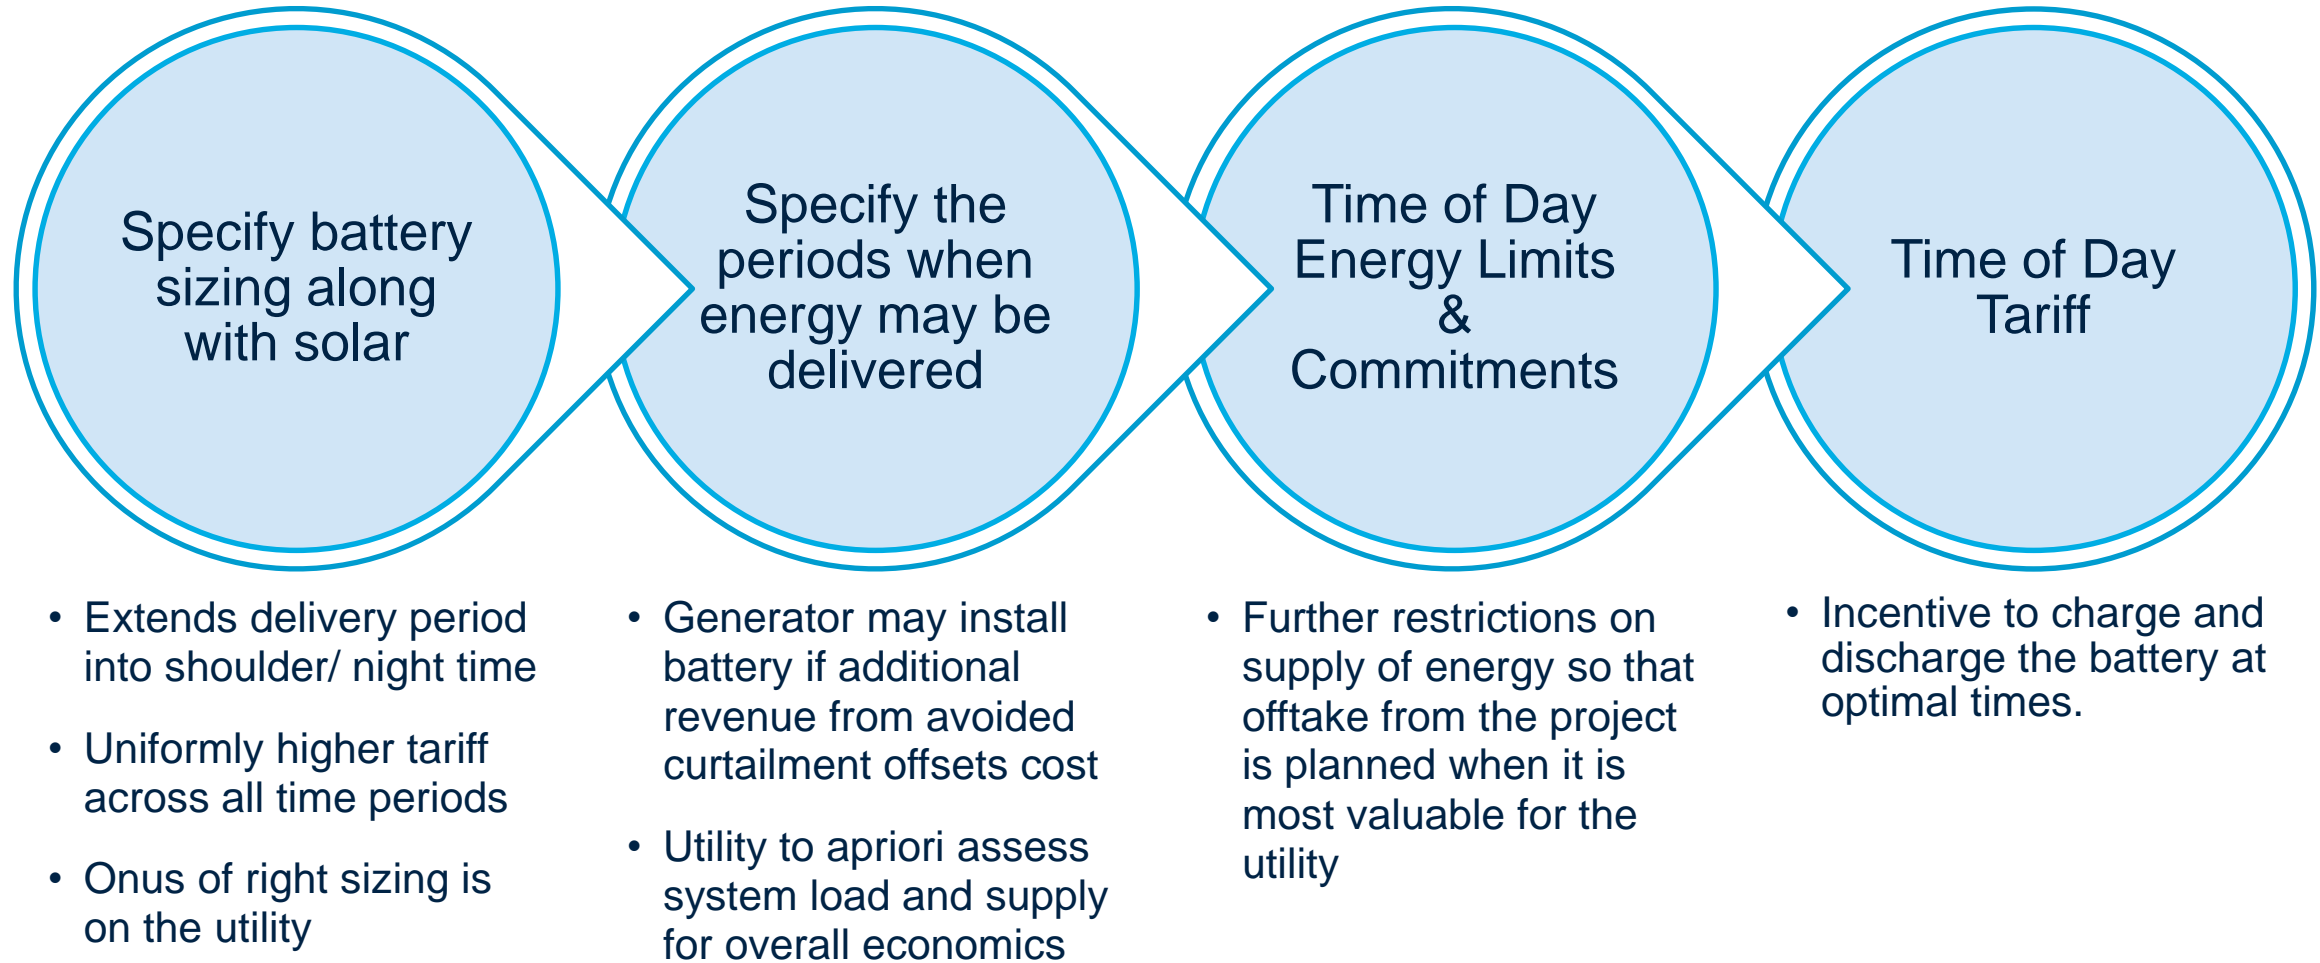 Specify battery
sizing along
with solar
Specify the
periods when
energy may be
delivered
Time of Day
Energy Limits
&
Commitments
Time of Day
Tariff
• Extends delivery period
into shoulder/ night time
• Uniformly higher tariff
across all time periods
• Onus of right sizing is
on the utility
• Generator may install
battery if additional
revenue from avoided
curtailment offsets cost
• Utility to apriori assess
system load and supply
for overall economics
• Further restrictions on
supply of energy so that
offtake from the project
is planned when it is
most valuable for the
utility
• Incentive to charge and
discharge the battery at
optimal times.